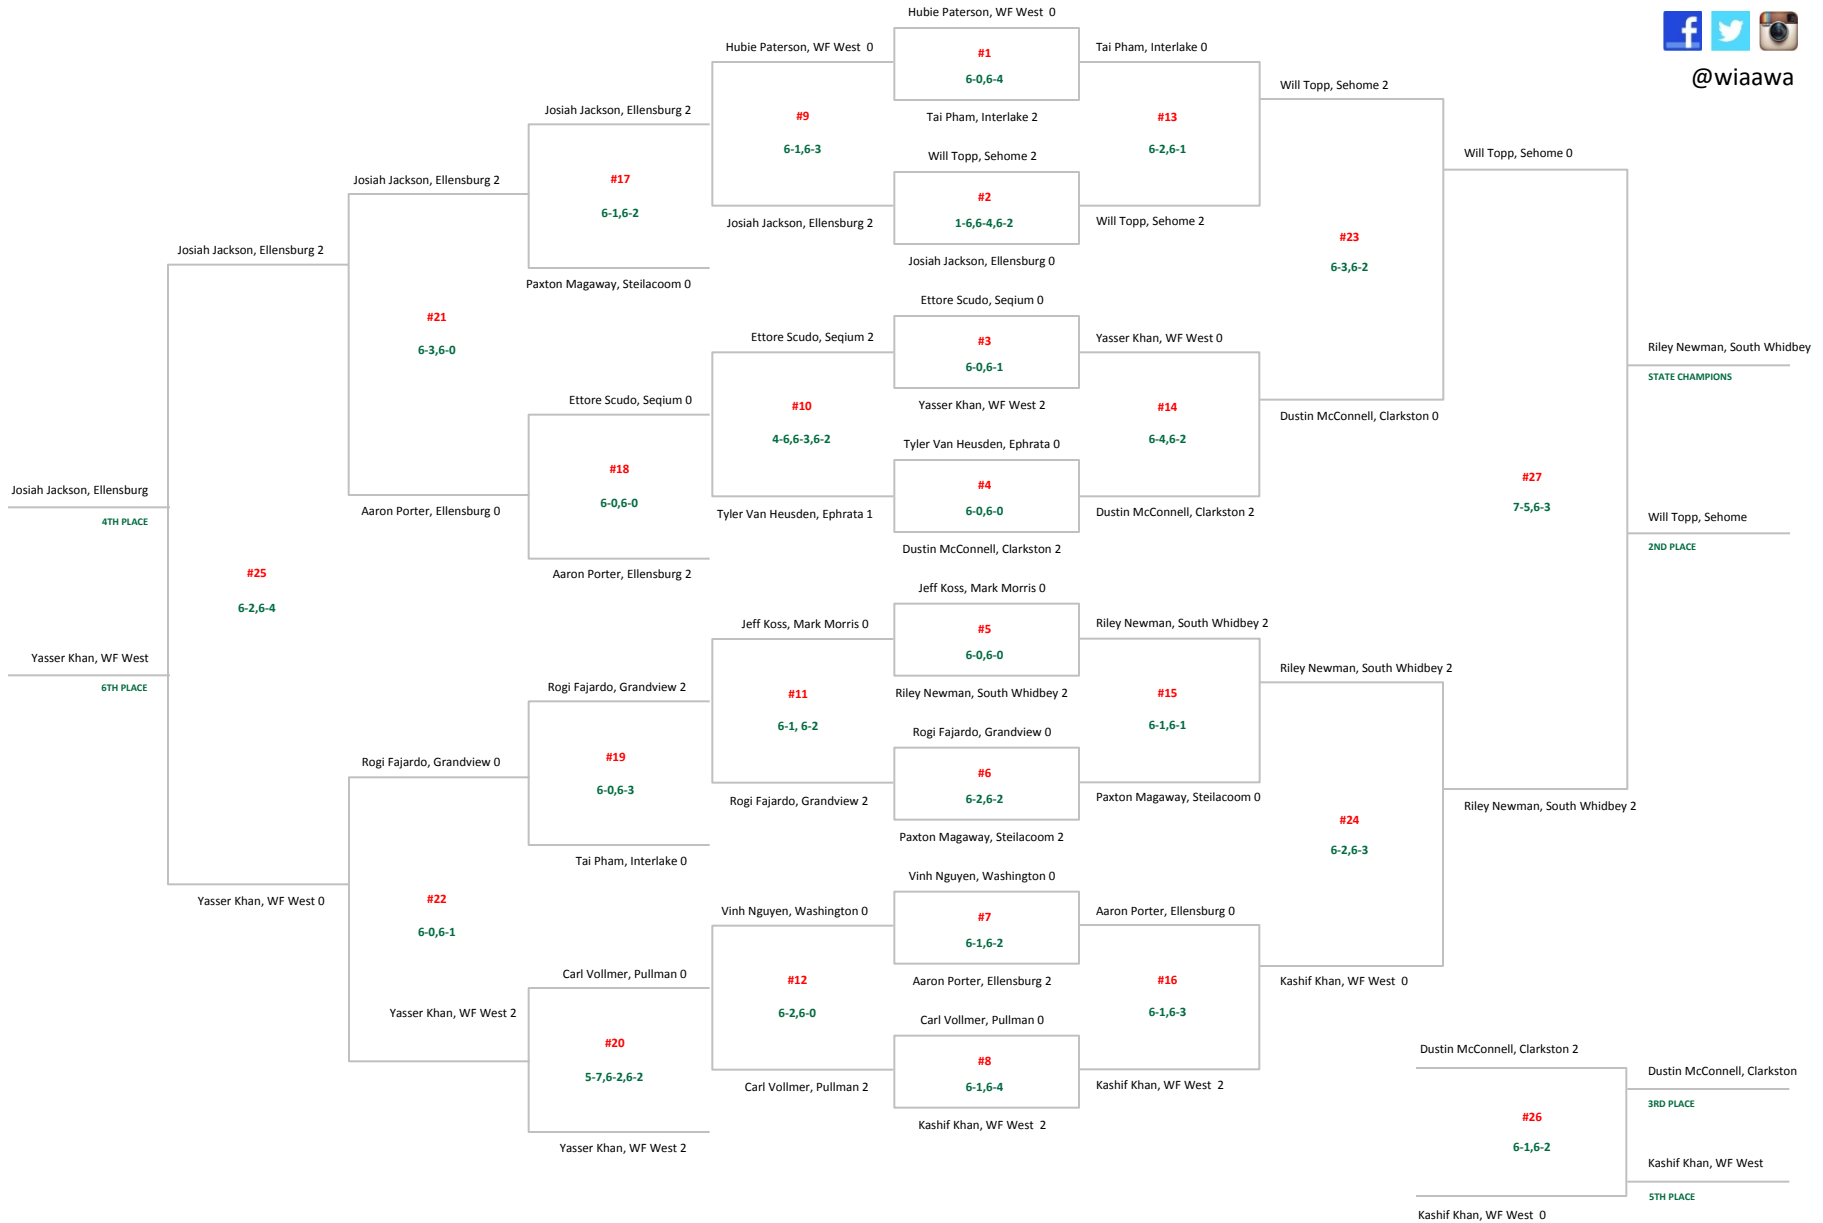 Hubie Paterson, WF West 0
@wiaawa
Hubie Paterson, WF West 0
#1
6-0,6-4
Tai Pham, Interlake 0
Tai Pham, Interlake 2
Will Topp, Sehome 2
Josiah Jackson, Ellensburg 2
#9
6-1,6-3
#13
6-2,6-1
Will Topp, Sehome 2
Will Topp, Sehome 0
Josiah Jackson, Ellensburg 2
#17
6-1,6-2
#2
1-6,6-4,6-2
Josiah Jackson, Ellensburg 2
Will Topp, Sehome 2
#23
6-3,6-2
Josiah Jackson, Ellensburg 2
Josiah Jackson, Ellensburg 0
Paxton Magaway, Steilacoom 0
Ettore Scudo, Seqium 0
#21
6-3,6-0
Ettore Scudo, Seqium 2
#3
6-0,6-1
Yasser Khan, WF West 0
Riley Newman, South Whidbey
STATE CHAMPIONS
Ettore Scudo, Seqium 0
#10
4-6,6-3,6-2
Yasser Khan, WF West 2
#14
6-4,6-2
Dustin McConnell, Clarkston 0
Tyler Van Heusden, Ephrata 0
#18
6-0,6-0
#4
6-0,6-0
#27
7-5,6-3
Josiah Jackson, Ellensburg
4TH PLACE
Aaron Porter, Ellensburg 0
Tyler Van Heusden, Ephrata 1
Dustin McConnell, Clarkston 2
Will Topp, Sehome
2ND PLACE
Dustin McConnell, Clarkston 2
Aaron Porter, Ellensburg 2
#25
6-2,6-4
Jeff Koss, Mark Morris 0
Jeff Koss, Mark Morris 0
#5
6-0,6-0
Riley Newman, South Whidbey 2
Yasser Khan, WF West
6TH PLACE
Riley Newman, South Whidbey 2
Rogi Fajardo, Grandview 2
#11
6-1, 6-2
Riley Newman, South Whidbey 2
#15
6-1,6-1
Rogi Fajardo, Grandview 0
Rogi Fajardo, Grandview 0
#19
6-0,6-3
#6
6-2,6-2
Rogi Fajardo, Grandview 2
Paxton Magaway, Steilacoom 0
Riley Newman, South Whidbey 2
#24
6-2,6-3
Paxton Magaway, Steilacoom 2
Tai Pham, Interlake 0
Vinh Nguyen, Washington 0
Yasser Khan, WF West 0
#22
6-0,6-1
Vinh Nguyen, Washington 0
#7
6-1,6-2
Aaron Porter, Ellensburg 0
Carl Vollmer, Pullman 0
#12
6-2,6-0
Aaron Porter, Ellensburg 2
#16
6-1,6-3
Kashif Khan, WF West 0
Yasser Khan, WF West 2
Carl Vollmer, Pullman 0
#20
5-7,6-2,6-2
#8
6-1,6-4
Dustin McConnell, Clarkston 2
Dustin McConnell, Clarkston
3RD PLACE
Carl Vollmer, Pullman 2
Kashif Khan, WF West 2
Kashif Khan, WF West 2
#26
6-1,6-2
Yasser Khan, WF West 2
Kashif Khan, WF West
5TH PLACE
Kashif Khan, WF West 0